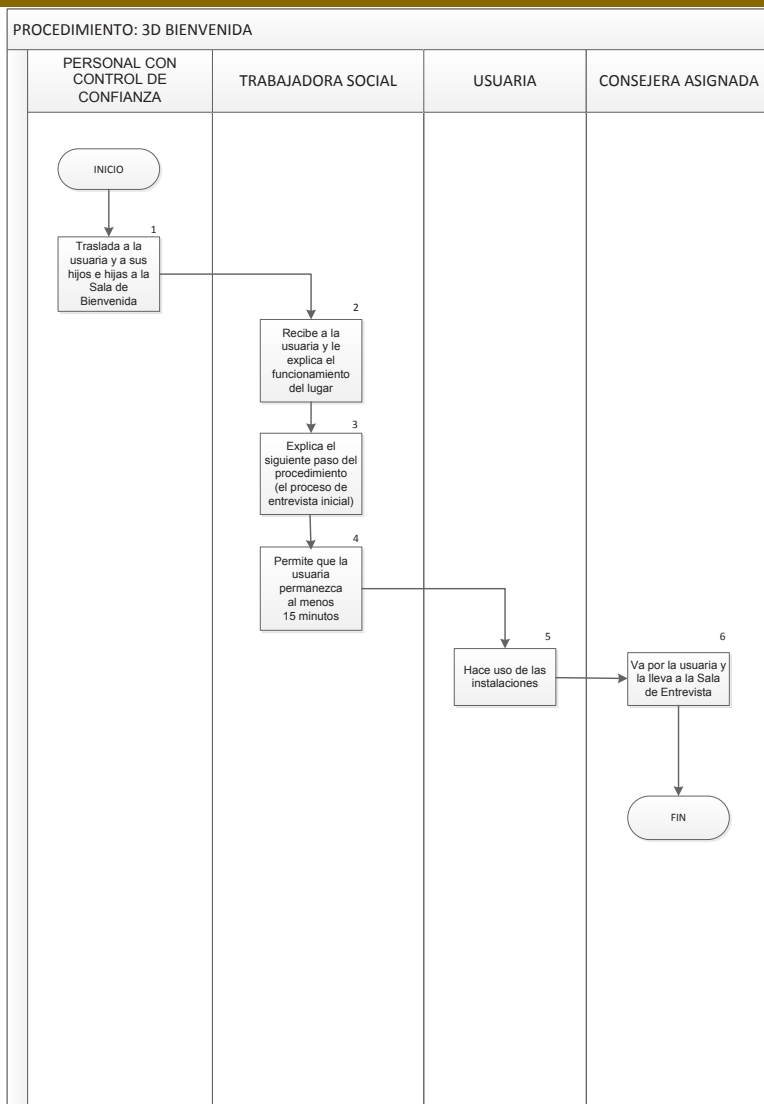 PROCEDIMIENTO: 3D BIENVENIDA
PERSONAL CON
CONTROL DE
CONFIANZA
TRABAJADORA SOCIAL
USUARIA
CONSEJERA ASIGNADA
INICIO
1
Traslada a la
usuaria y a sus
hijos e hijas a la
Sala de
Bienvenida
2
Recibe a la
usuaria y le
explica el
funcionamiento
del lugar
3
Explica el
siguiente paso del
procedimiento
(el proceso de
entrevista inicial)
4
Permite que la
usuaria
permanezca
al menos
15 minutos
5
Hace uso de las
instalaciones
6
Va por la usuaria y
la lleva a la Sala
de Entrevista
FIN